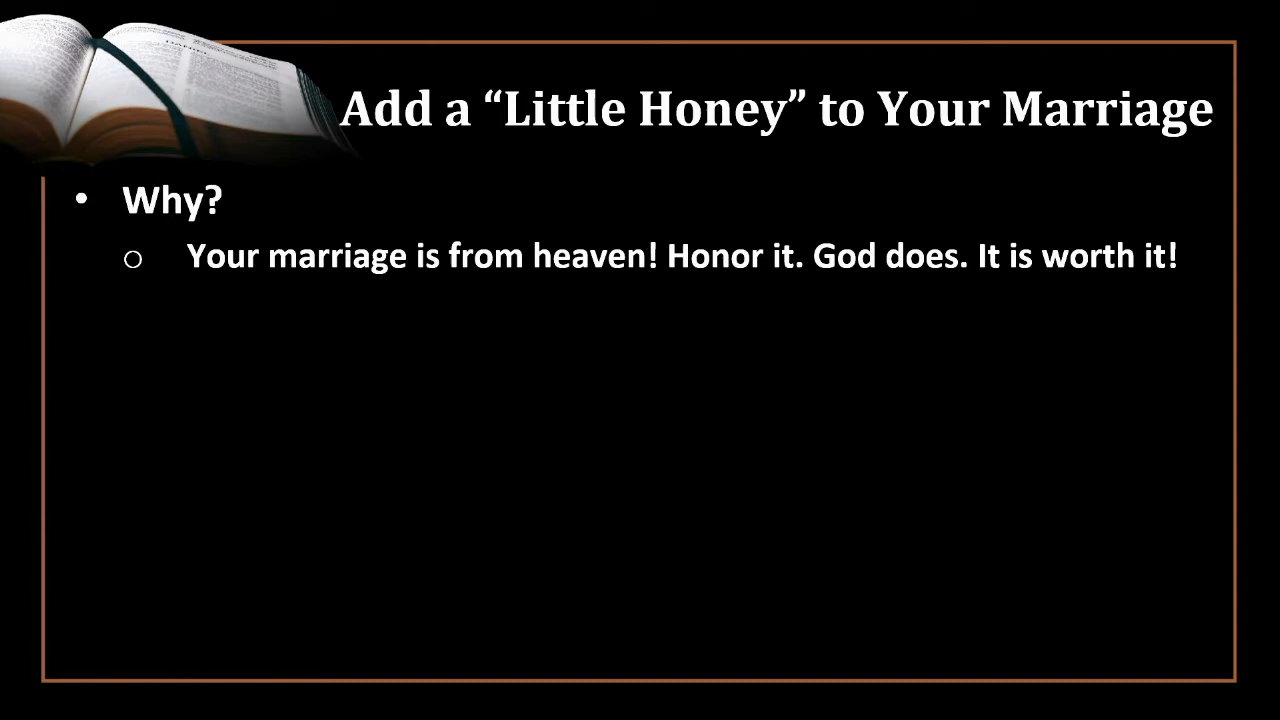 DANIEL
Add a “Little Honey” to Your Marriage
• Why?
o Your marriage is from heaven! Honor it. God does. It is worth it!